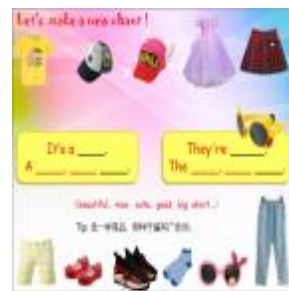 Let's make a new chant!
It's a ____.
A ____, ____ ____.
They're ____.
The ____, ____ ____.
(beautiful, nice, cute, good, big, short...)
Tip: